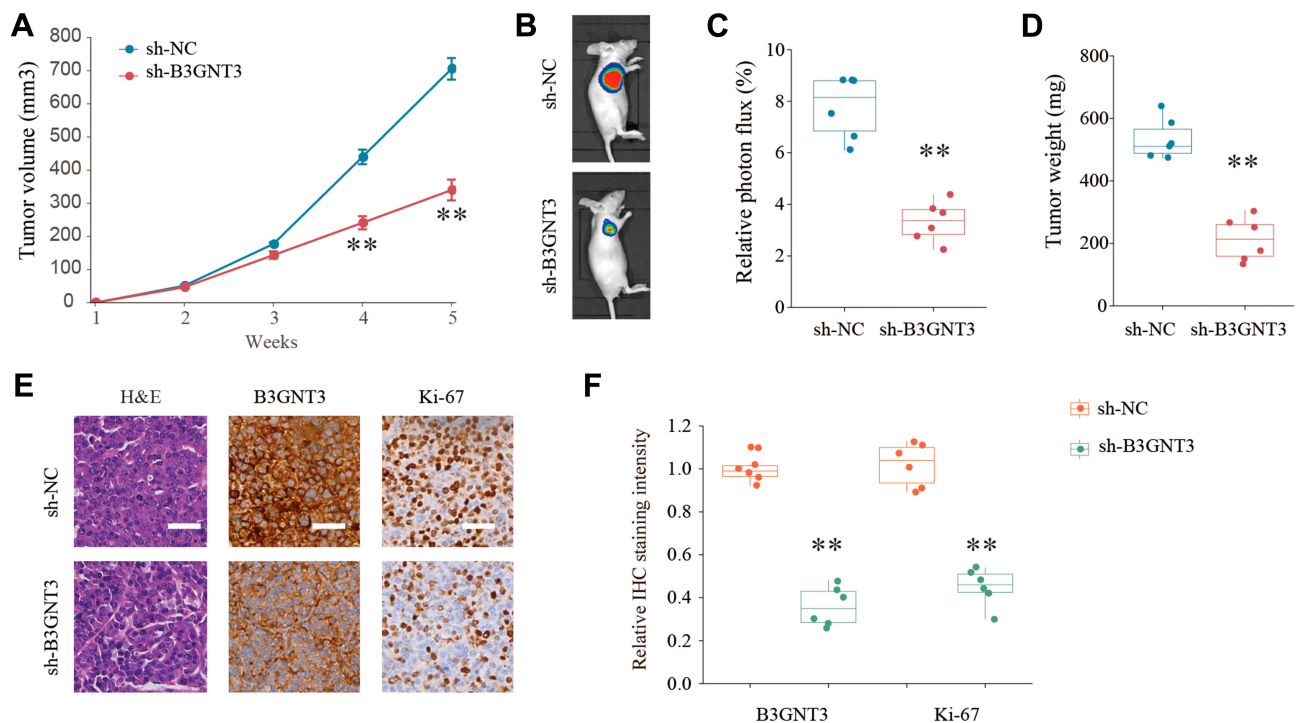 A
sh-NC
sh-B3GNT3
Tumor volume (mm3)
800
700
600
500
400
300
200
100
0
1 2 3 4 5
Weeks
**
**
B
sh-NC
sh-B3GNT3
C
Relative photon flux (%)
10
8
6
4
2
0
**
sh-NC sh-B3GNT3
D
Tumor weight (mg)
800
600
400
200
0
**
sh-NC sh-B3GNT3
E
H&E B3GNT3 Ki-67
sh-NC
sh-B3GNT3
F
sh-NC
sh-B3GNT3
Relative IHC staining intensity
1.2
1.0
0.8
0.6
0.4
0.2
0.0
**
**
B3GNT3 Ki-67